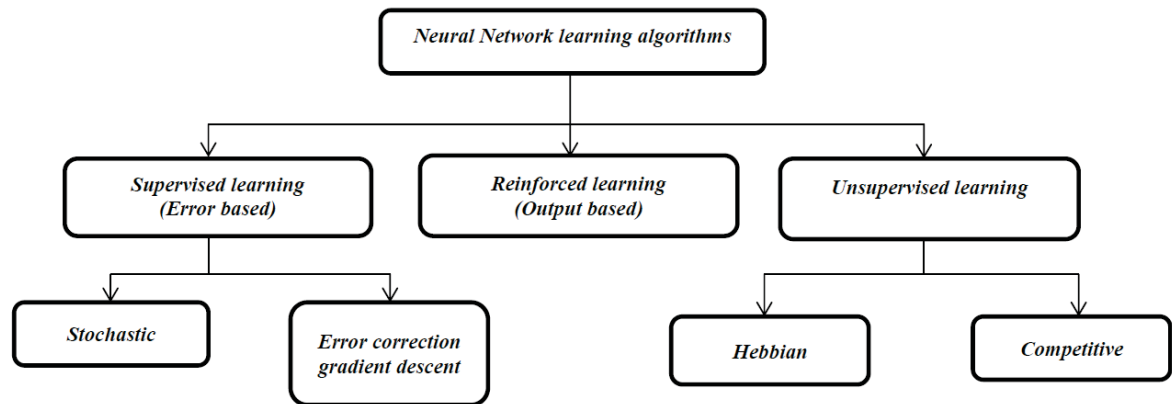 Neural Network learning algorithms
Supervised learning
(Error based)
Reinforced learning
(Output based)
Unsupervised learning
Stochastic
Error correction
gradient descent
Hebbian
Competitive